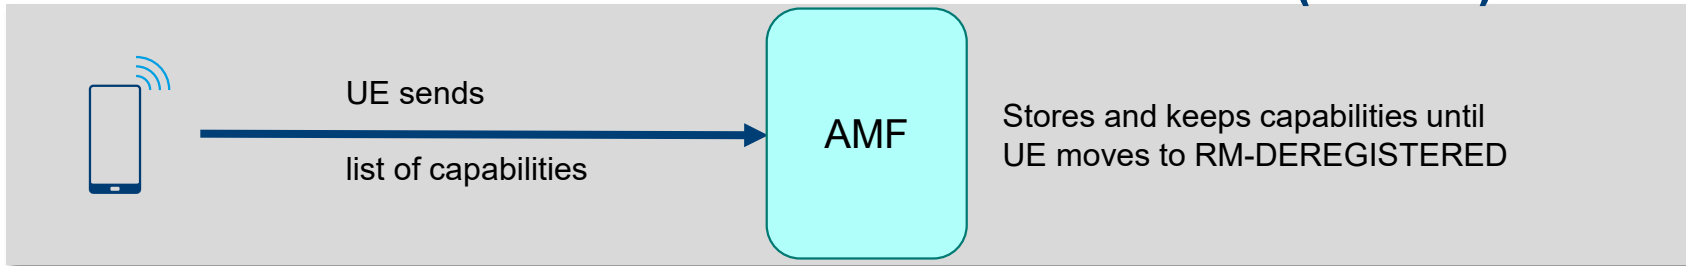 UE sends
list of capabilities
AMF
Stores and keeps capabilities until
UE moves to RM-DEREGISTERED